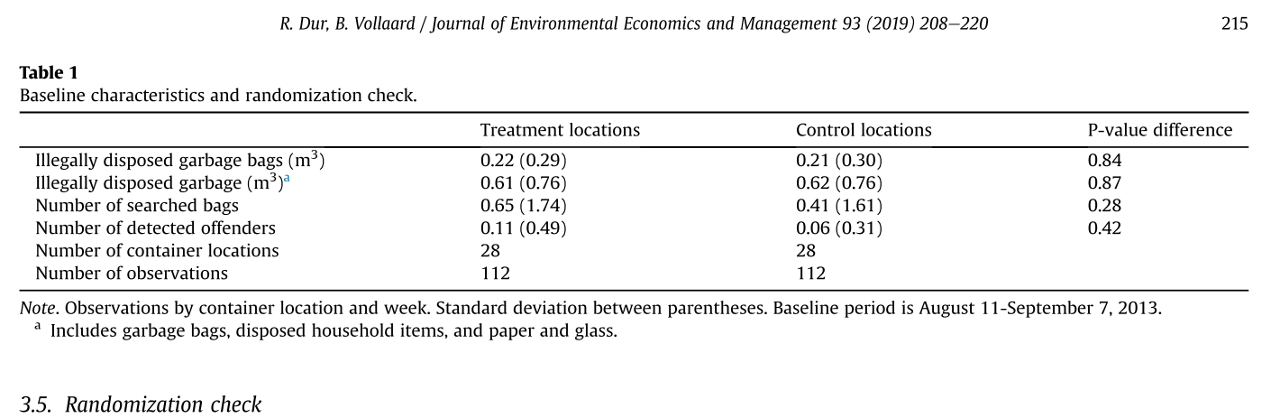 R. Dur, B. Vollaard / Journal of Environmental Economics and Management 93 (2019) 208–220 215
Table 1
Baseline characteristics and randomization check.
Treatment locations Control locations P-value difference
Illegally disposed garbage bags (m³) 0.22 (0.29) 0.21 (0.30) 0.84
Illegally disposed garbage (m³)ᵃ 0.61 (0.76) 0.62 (0.76) 0.87
Number of searched bags 0.65 (1.74) 0.41 (1.61) 0.28
Number of detected offenders 0.11 (0.49) 0.06 (0.31) 0.42
Number of container locations 28 28
Number of observations 112 112
Note. Observations by container location and week. Standard deviation between parentheses. Baseline period is August 11-September 7, 2013.
ᵃ Includes garbage bags, disposed household items, and paper and glass.
3.5. Randomization check